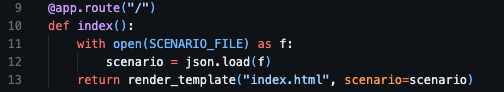 9 @app.route("/")
10 def index():
11     with open(SCENARIO_FILE) as f:
12         scenario = json.load(f)
13     return render_template("index.html", scenario=scenario)